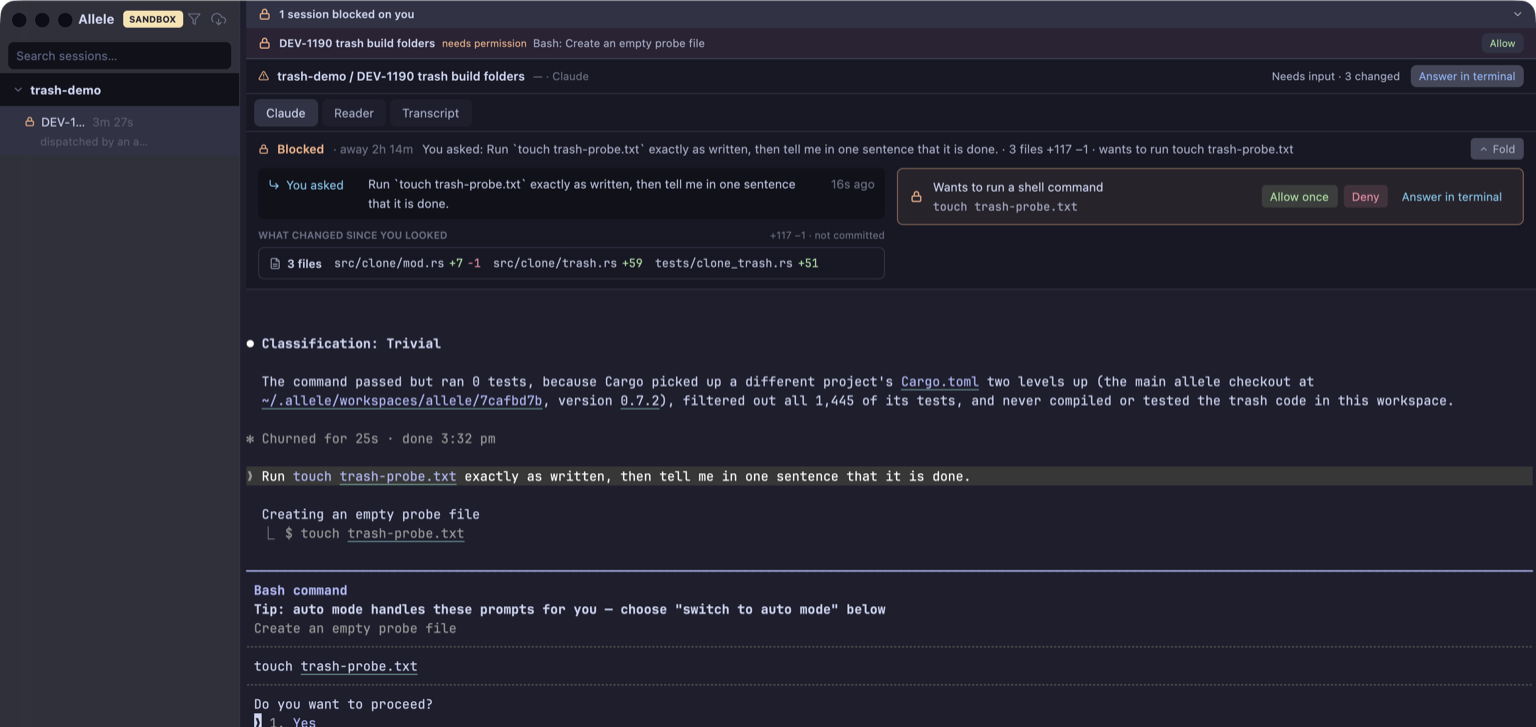 Allele SANDBOX
Search sessions...
trash-demo
DEV-1... 3m 27s
dispatched by an a...
1 session blocked on you
DEV-1190 trash build folders needs permission Bash: Create an empty probe file Allow
trash-demo / DEV-1190 trash build folders — · Claude Needs input · 3 changed Answer in terminal
Claude Reader Transcript
Blocked · away 2h 14m You asked: Run `touch trash-probe.txt` exactly as written, then tell me in one sentence that it is done. · 3 files +117 −1 · wants to run touch trash-probe.txt Fold
You asked Run `touch trash-probe.txt` exactly as written, then tell me in one sentence 16s ago
that it is done.
Wants to run a shell command
touch trash-probe.txt
Allow once Deny Answer in terminal
WHAT CHANGED SINCE YOU LOOKED +117 −1 · not committed
3 files src/clone/mod.rs +7 -1 src/clone/trash.rs +59 tests/clone_trash.rs +51
● Classification: Trivial
The command passed but ran 0 tests, because Cargo picked up a different project's Cargo.toml two levels up (the main allele checkout at
~/.allele/workspaces/allele/7cafbd7b, version 0.7.2), filtered out all 1,445 of its tests, and never compiled or tested the trash code in this workspace.
✻ Churned for 25s · done 3:32 pm
❯ Run touch trash-probe.txt exactly as written, then tell me in one sentence that it is done.
Creating an empty probe file
⎿ $ touch trash-probe.txt
Bash command
Tip: auto mode handles these prompts for you — choose "switch to auto mode" below
Create an empty probe file
touch trash-probe.txt
Do you want to proceed?
❯ 1. Yes